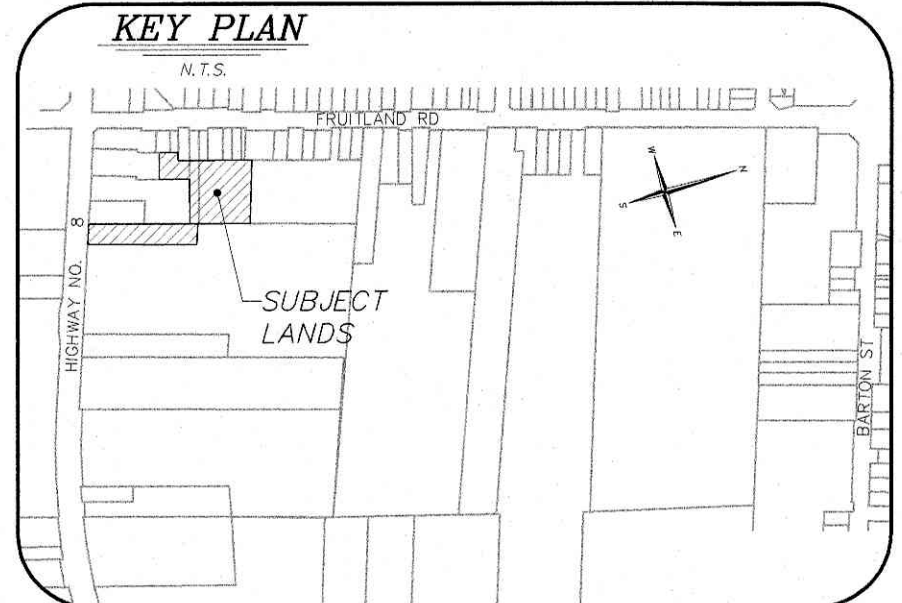 KEY PLAN
N.T.S.
FRUITLAND RD
W
N
S
E
HIGHWAY NO. 8
SUBJECT
LANDS
BARTON ST